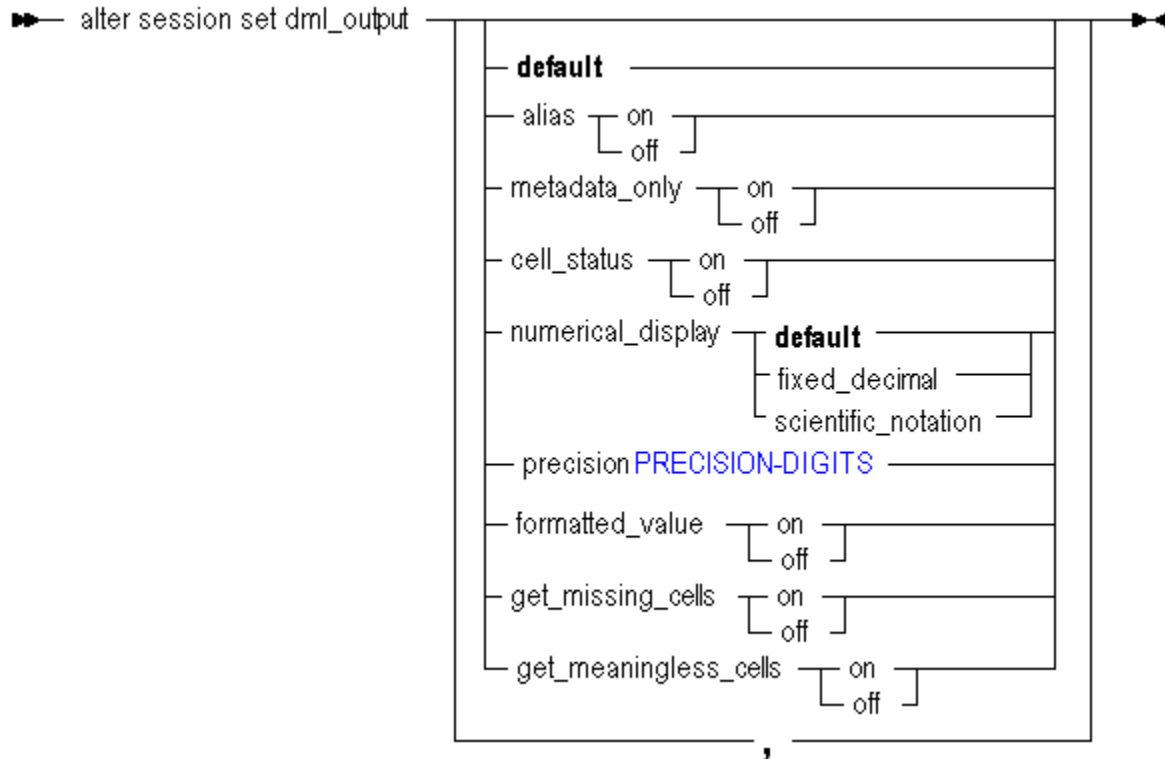 alter session set dml_output
default
alias on
off
metadata_only on
off
cell_status on
off
numerical_display default
fixed_decimal
scientific_notation
precision PRECISION-DIGITS
formatted_value on
off
get_missing_cells on
off
get_meaningless_cells on
off
,